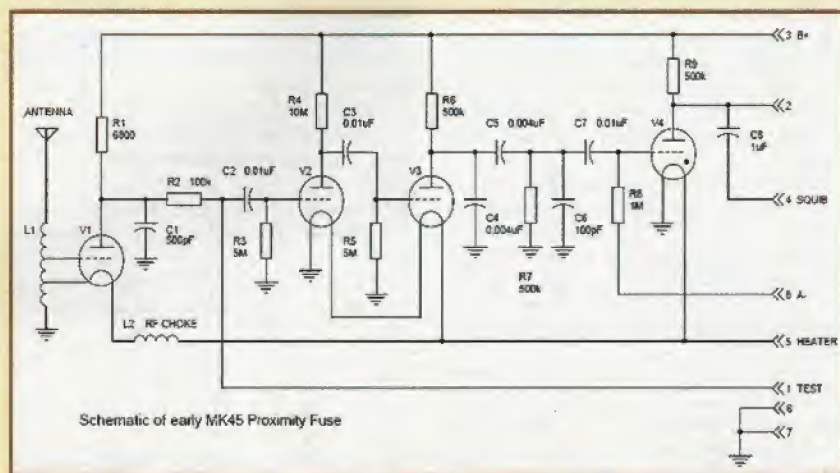 ANTENNA
L1
V1
R1
C1
500pF
R2 100k
C2 0.01uF
R3
5M
R4
10M
C3
0.01uF
V2
R5
5M
R6
500k
V3
C4
0.004uF
C5 0.004uF
R7
500k
C6
100pF
C7 0.01uF
V4
R8
1M
R9
500k
C8
1uF
L2 RF CHOKE
3 B+
2
4 SQUIB
8 A-
5 HEATER
1 TEST
6
7
Schematic of early MK45 Proximity Fuse